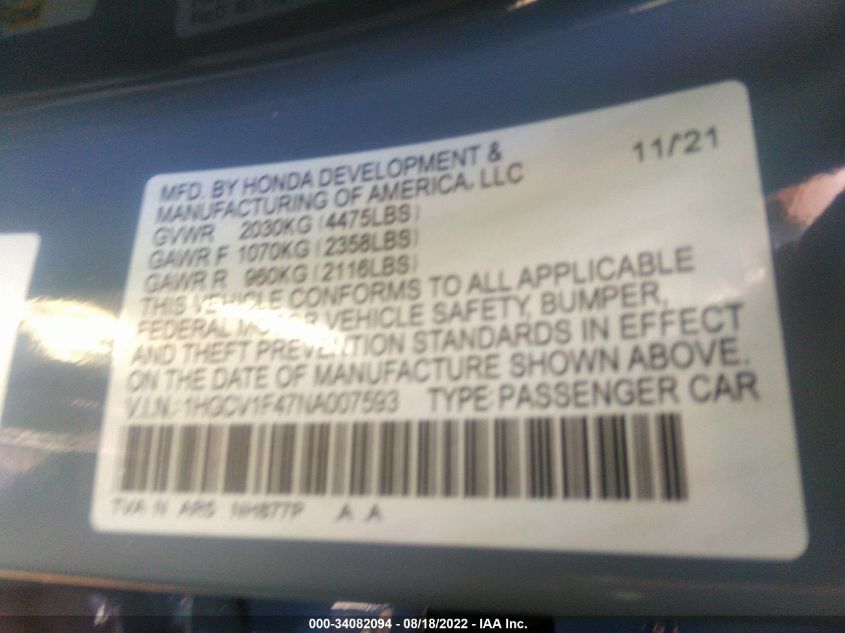 11/'21
MFD. BY HONDA DEVELOPMENT &
MANUFACTURING OF AMERICA, LLC
GVWR 2030KG (4475LBS)
GAWR F 1070KG (2358LBS)
GAWR R 960KG (2116LBS)
THIS VEHICLE CONFORMS TO ALL APPLICABLE
FEDERAL MOTOR VEHICLE SAFETY, BUMPER,
AND THEFT PREVENTION STANDARDS IN EFFECT
ON THE DATE OF MANUFACTURE SHOWN ABOVE.
V.I.N.: 1HGCV1F47NA007593 TYPE: PASSENGER CAR
TVA N AR5 NH877P A A
000-34082094 - 08/18/2022 - IAA Inc.